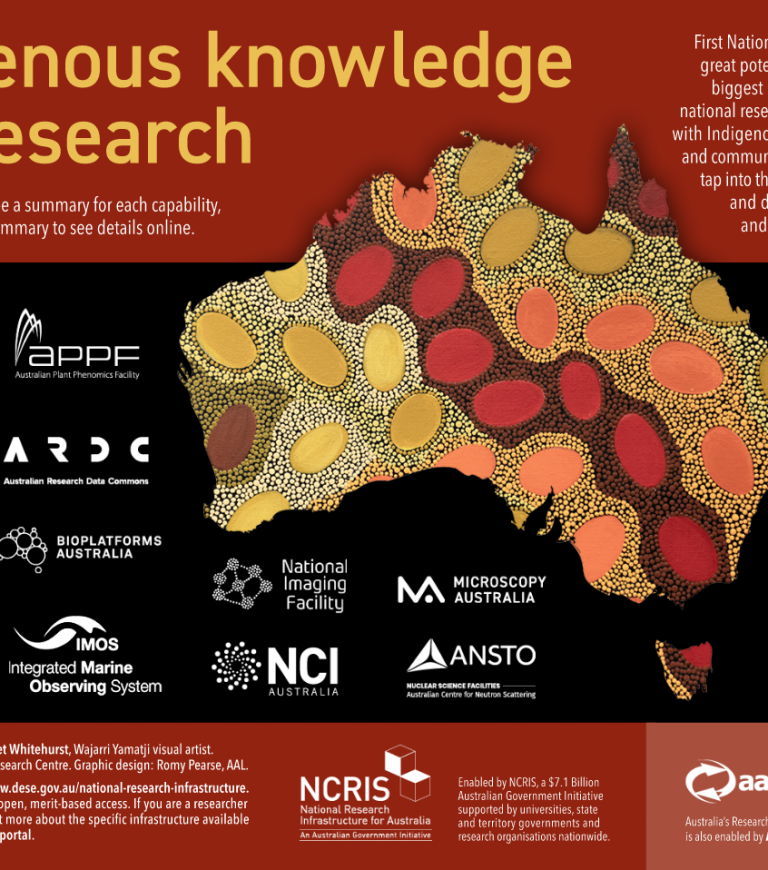 enous knowledge
esearch
e a summary for each capability,
mmary to see details online.
First Nation
great pote
biggest
national rese
with Indigeno
and commun
tap into th
and d
and
APPF
Australian Plant Phenomics Facility
ARDC
Australian Research Data Commons
BIOPLATFORMS
AUSTRALIA
IMOS
Integrated Marine
Observing System
National
Imaging
Facility
NCI
AUSTRALIA
MICROSCOPY
AUSTRALIA
ANSTO
NUCLEAR SCIENCE FACILITIES
Australian Centre for Neutron Scattering
et Whitehurst, Wajarri Yamatji visual artist.
search Centre. Graphic design: Romy Pearse, AAL.
w.dese.gov.au/national-research-infrastructure.
open, merit-based access. If you are a researcher
t more about the specific infrastructure available
portal.
NCRIS
National Research
Infrastructure for Australia
An Australian Government Initiative
Enabled by NCRIS, a $7.1 Billion
Australian Government Initiative
supported by universities, state
and territory governments and
research organisations nationwide.
aa
Australia's Research
is also enabled by A